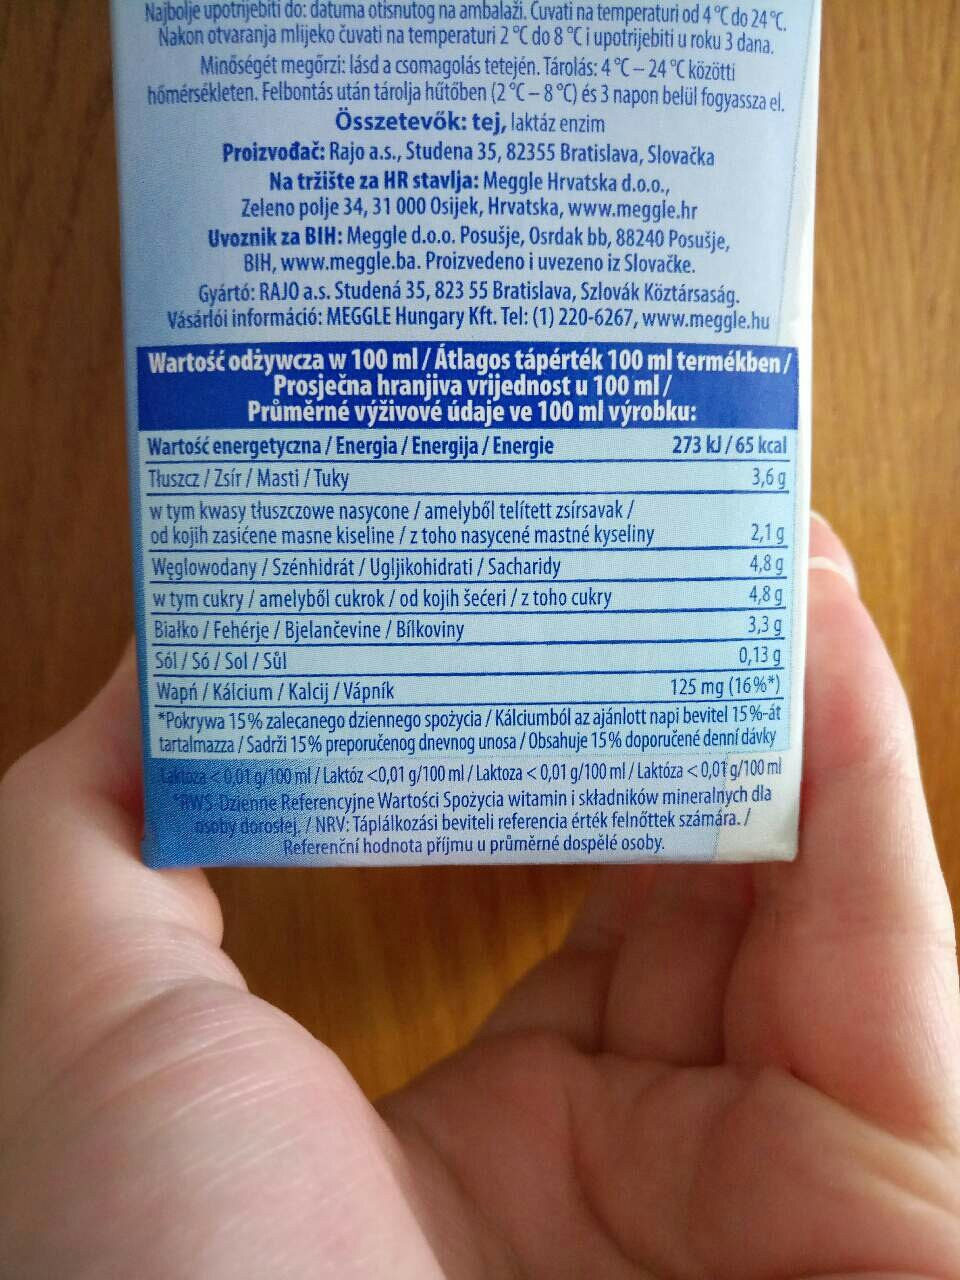 Najbolje upotrijebiti do: datuma otisnutog na ambalaži. Čuvati na temperaturi od 4 °C do 24 °C.
Nakon otvaranja mlijeko čuvati na temperaturi 2 °C do 8 °C i upotrijebiti u roku 3 dana.
Minőségét megőrzi: lásd a csomagolás tetején. Tárolás: 4 °C – 24 °C közötti
hőmérsékleten. Felbontás után tárolja hűtőben (2 °C – 8 °C) és 3 napon belül fogyassza el.
Összetevők: tej, laktáz enzim
Proizvođač: Rajo a.s., Studena 35, 82355 Bratislava, Slovačka
Na tržište za HR stavlja: Meggle Hrvatska d.o.o.,
Zeleno polje 34, 31 000 Osijek, Hrvatska, www.meggle.hr
Uvoznik za BIH: Meggle d.o.o. Posušje, Osrdak bb, 88240 Posušje,
BIH, www.meggle.ba. Proizvedeno i uvezeno iz Slovačke.
Gyártó: RAJO a.s. Studená 35, 823 55 Bratislava, Szlovák Köztársaság.
Vásárlói információ: MEGGLE Hungary Kft. Tel: (1) 220-6267, www.meggle.hu
Wartość odżywcza w 100 ml / Átlagos tápérték 100 ml termékben /
Prosječna hranjiva vrijednost u 100 ml /
Průměrné výživové údaje ve 100 ml výrobku:
Wartość energetyczna / Energia / Energija / Energie 273 kJ / 65 kcal
Tłuszcz / Zsír / Masti / Tuky 3,6 g
w tym kwasy tłuszczowe nasycone / amelyből telített zsírsavak /
od kojih zasićene masne kiseline / z toho nasycené mastné kyseliny 2,1 g
Węglowodany / Szénhidrát / Ugljikohidrati / Sacharidy 4,8 g
w tym cukry / amelyből cukrok / od kojih šećeri / z toho cukry 4,8 g
Białko / Fehérje / Bjelančevine / Bílkoviny 3,3 g
Sól / Só / Sol / Sůl 0,13 g
Wapń / Kálcium / Kalcij / Vápník 125 mg (16%*)
*Pokrywa 15% zalecanego dziennego spożycia / Kálciumból az ajánlott napi bevitel 15%-át
tartalmazza / Sadrži 15% preporučenog dnevnog unosa / Obsahuje 15% doporučené denní dávky
Laktoza < 0,01 g/100 ml / Laktóz <0,01 g/100 ml / Laktoza < 0,01 g/100 ml / Laktóza < 0,01 g/100 ml
*RWS-Dzienne Referencyjne Wartości Spożycia witamin i składników mineralnych dla
osoby dorosłej. / NRV: Táplálkozási beviteli referencia érték felnőttek számára. /
Referenční hodnota příjmu u průměrné dospělé osoby.